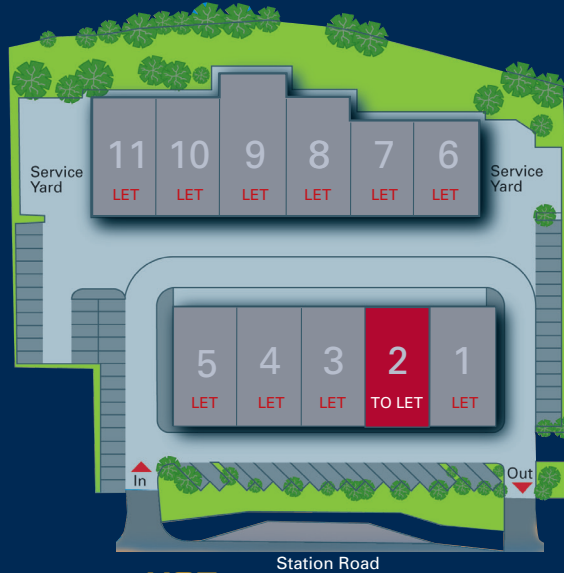 11
LET
10
LET
9
LET
8
LET
7
LET
6
LET
Service
Yard
Service
Yard
5
LET
4
LET
3
LET
2
TO LET
1
LET
In
Out
Station Road